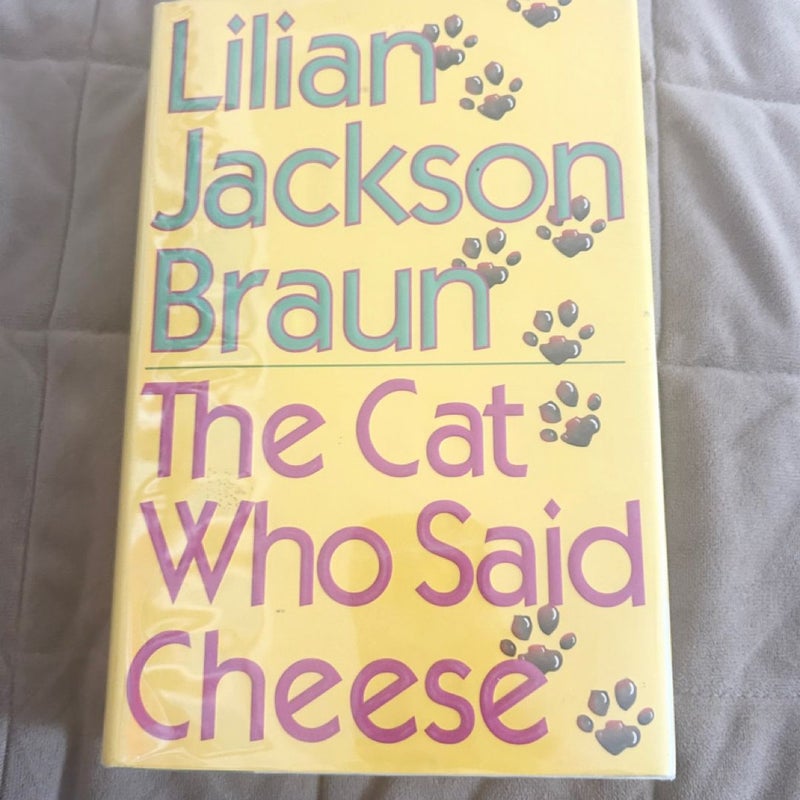 Lilian
Jackson
Braun
The Cat
Who Said
Cheese